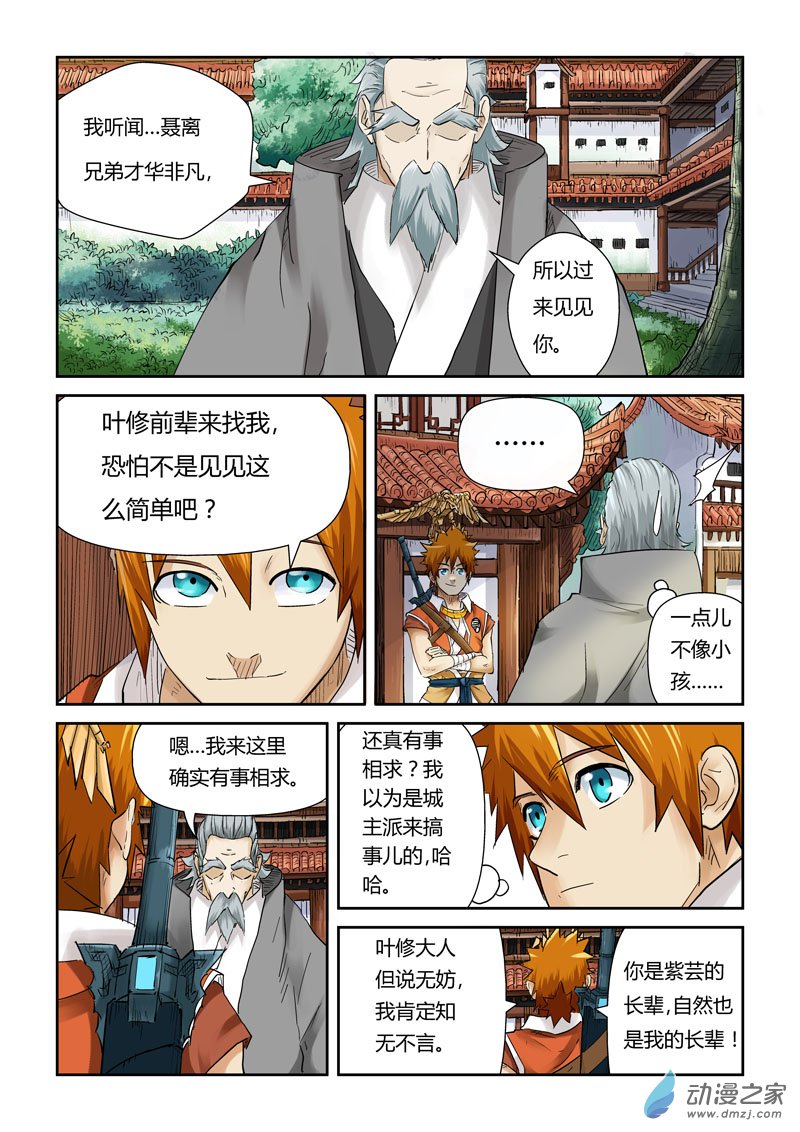 我听闻…聂离
兄弟才华非凡，
所以过
来见见
你。
叶修前辈来找我，
恐怕不是见见这
么简单吧？
……
一点儿
不像小
孩……
嗯…我来这里
确实有事相求。
还真有事
相求？我
以为是城
主派来搞
事儿的，哈
哈。
叶修大人
但说无妨，
我肯定知
无不言。
你是紫芸的
长辈，自然也
是我的长辈！
动漫之家
www.dmzj.com